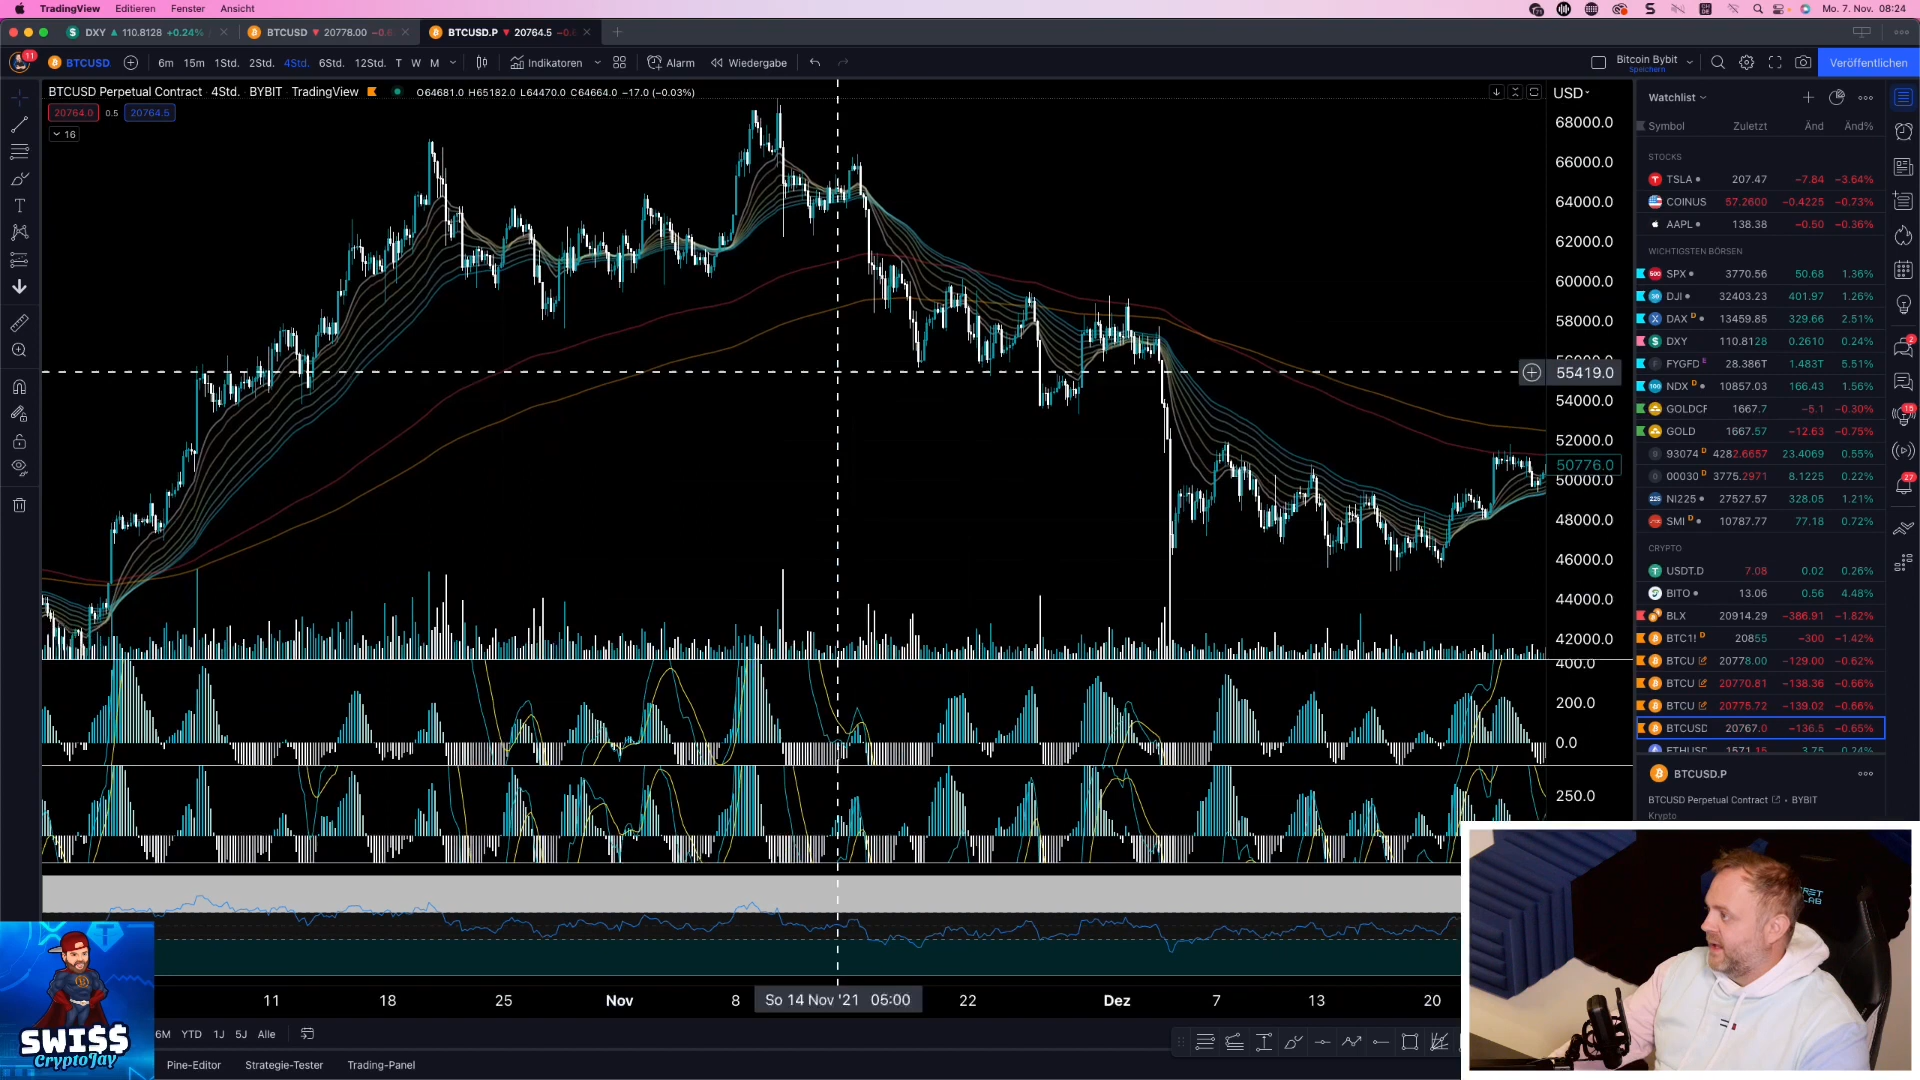 TradingView Editieren Fenster Ansicht
Mo. 7. Nov. 08:24
DXY ▲ 110.8128 +0.24%
BTCUSD ▼ 20778.00
BTCUSD.P ▼ 20764.5
11 BTCUSD 6m 15m 1Std. 2Std. 4Std. 6Std. 12Std. T W M Indikatoren Alarm Wiedergabe
Bitcoin Bybit
Speichern
Veröffentlichen
BTCUSD Perpetual Contract · 4Std. · BYBIT · TradingView O64681.0 H65182.0 L64470.0 C64664.0 −17.0 (−0.03%)
20764.0 0.5 20764.5
16
USD
68000.0
66000.0
64000.0
62000.0
60000.0
58000.0
55419.0
54000.0
52000.0
50776.0
50000.0
48000.0
46000.0
44000.0
42000.0
400.0
200.0
0.0
250.0
11 18 25 Nov 8 So 14 Nov '21 05:00 22 Dez 7 13 20
6M YTD 1J 5J Alle
Pine-Editor Strategie-Tester Trading-Panel
SWI$$
CryptoJay
Watchlist
Symbol Zuletzt Änd Änd%
STOCKS
TSLA 207.47 −7.84 −3.64%
COINUS 57.2600 −0.4225 −0.73%
AAPL 138.38 −0.50 −0.36%
WICHTIGSTEN BÖRSEN
SPX 3770.56 50.68 1.36%
DJI 32403.23 401.97 1.26%
DAX D 13459.85 329.66 2.51%
DXY 110.8128 0.2610 0.24%
FYGFD E 28.386T 1.483T 5.51%
NDX D 10857.03 166.43 1.56%
GOLDCF 1667.7 −5.1 −0.30%
GOLD 1667.57 −12.63 −0.75%
93074 D 4282.6657 23.4069 0.55%
00030 D 3775.2971 8.1225 0.22%
NI225 27527.57 328.05 1.21%
SMI D 10787.77 77.18 0.72%
CRYPTO
USDT.D 7.08 0.02 0.26%
BITO 13.06 0.56 4.48%
BLX 20914.29 −386.91 −1.82%
BTC1! D 20855 −300 −1.42%
BTCU 20778.00 −129.00 −0.62%
BTCU 20770.81 −138.36 −0.66%
BTCU 20775.72 −139.02 −0.66%
BTCUSD 20767.0 −136.5 −0.65%
ETHUSD 1571.15 3.75 0.24%
BTCUSD.P
BTCUSD Perpetual Contract · BYBIT
Krypto
2
15
27